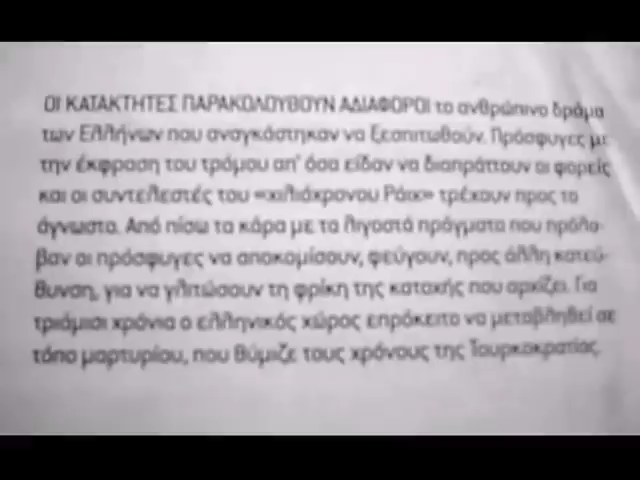 ΟΙ ΚΑΤΑΚΤΗΤΕΣ ΠΑΡΑΚΟΛΟΥΘΟΥΝ ΑΔΙΑΦΟΡΟΙ το ανθρώπινο δράμα
των Ελλήνων που αναγκάστηκαν να ξεσπιτωθούν. Πρόσφυγες με
την έκφραση του τρόμου απ' όσα είδαν να διαπράττουν οι φορείς
και οι συντελεστές του «χιλιάχρονου Ράιχ» τρέχουν προς το
άγνωστο. Από πίσω τα κάρα με τα λιγοστά πράγματα που πρόλα-
βαν οι πρόσφυγες να αποκομίσουν, φεύγουν, προς άλλη κατεύ-
θυνση, για να γλιτώσουν τη φρίκη της κατοχής που αρχίζει. Για
τριάμισι χρόνια ο ελληνικός χώρος επρόκειτο να μεταβληθεί σε
τόπο μαρτυρίου, που θύμιζε τους χρόνους της Τουρκοκρατίας.